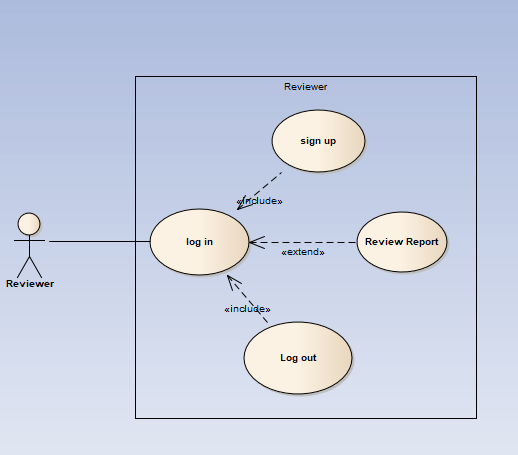 Reviewer
sign up
«include»
log in
Review Report
«extend»
Reviewer
«include»
Log out